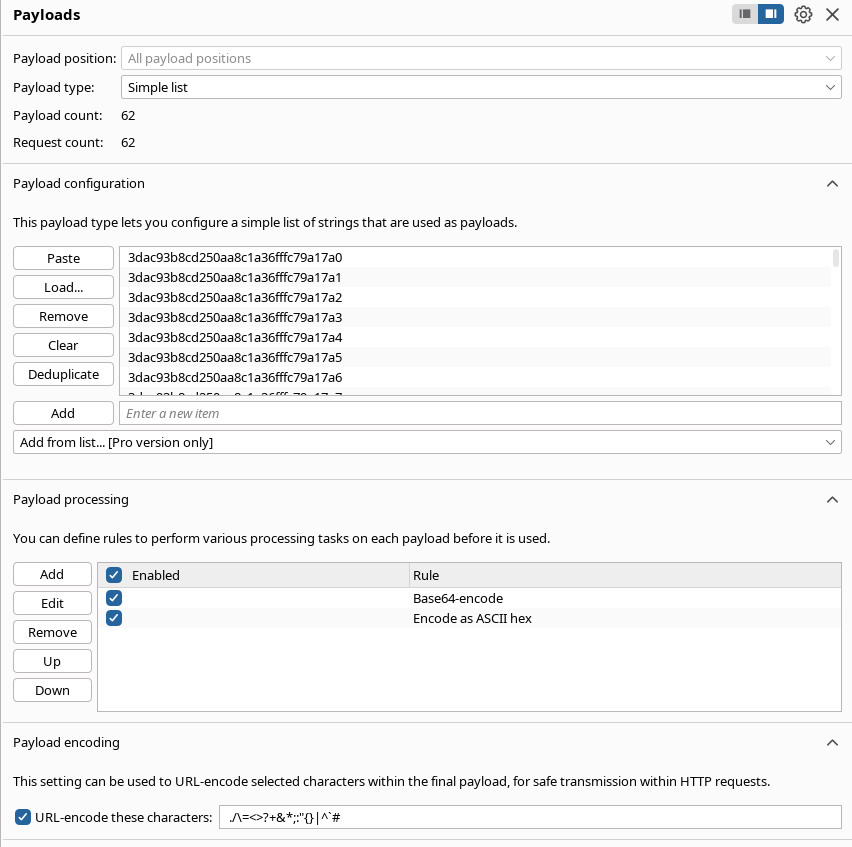 Payloads
Payload position: All payload positions
Payload type: Simple list
Payload count: 62
Request count: 62
Payload configuration
This payload type lets you configure a simple list of strings that are used as payloads.
Paste
Load...
Remove
Clear
Deduplicate
3dac93b8cd250aa8c1a36fffc79a17a0
3dac93b8cd250aa8c1a36fffc79a17a1
3dac93b8cd250aa8c1a36fffc79a17a2
3dac93b8cd250aa8c1a36fffc79a17a3
3dac93b8cd250aa8c1a36fffc79a17a4
3dac93b8cd250aa8c1a36fffc79a17a5
3dac93b8cd250aa8c1a36fffc79a17a6
Add Enter a new item
Add from list... [Pro version only]
Payload processing
You can define rules to perform various processing tasks on each payload before it is used.
Add
Edit
Remove
Up
Down
Enabled Rule
Base64-encode
Encode as ASCII hex
Payload encoding
This setting can be used to URL-encode selected characters within the final payload, for safe transmission within HTTP requests.
URL-encode these characters: ./\=<>?+&*;:"{}|^`#